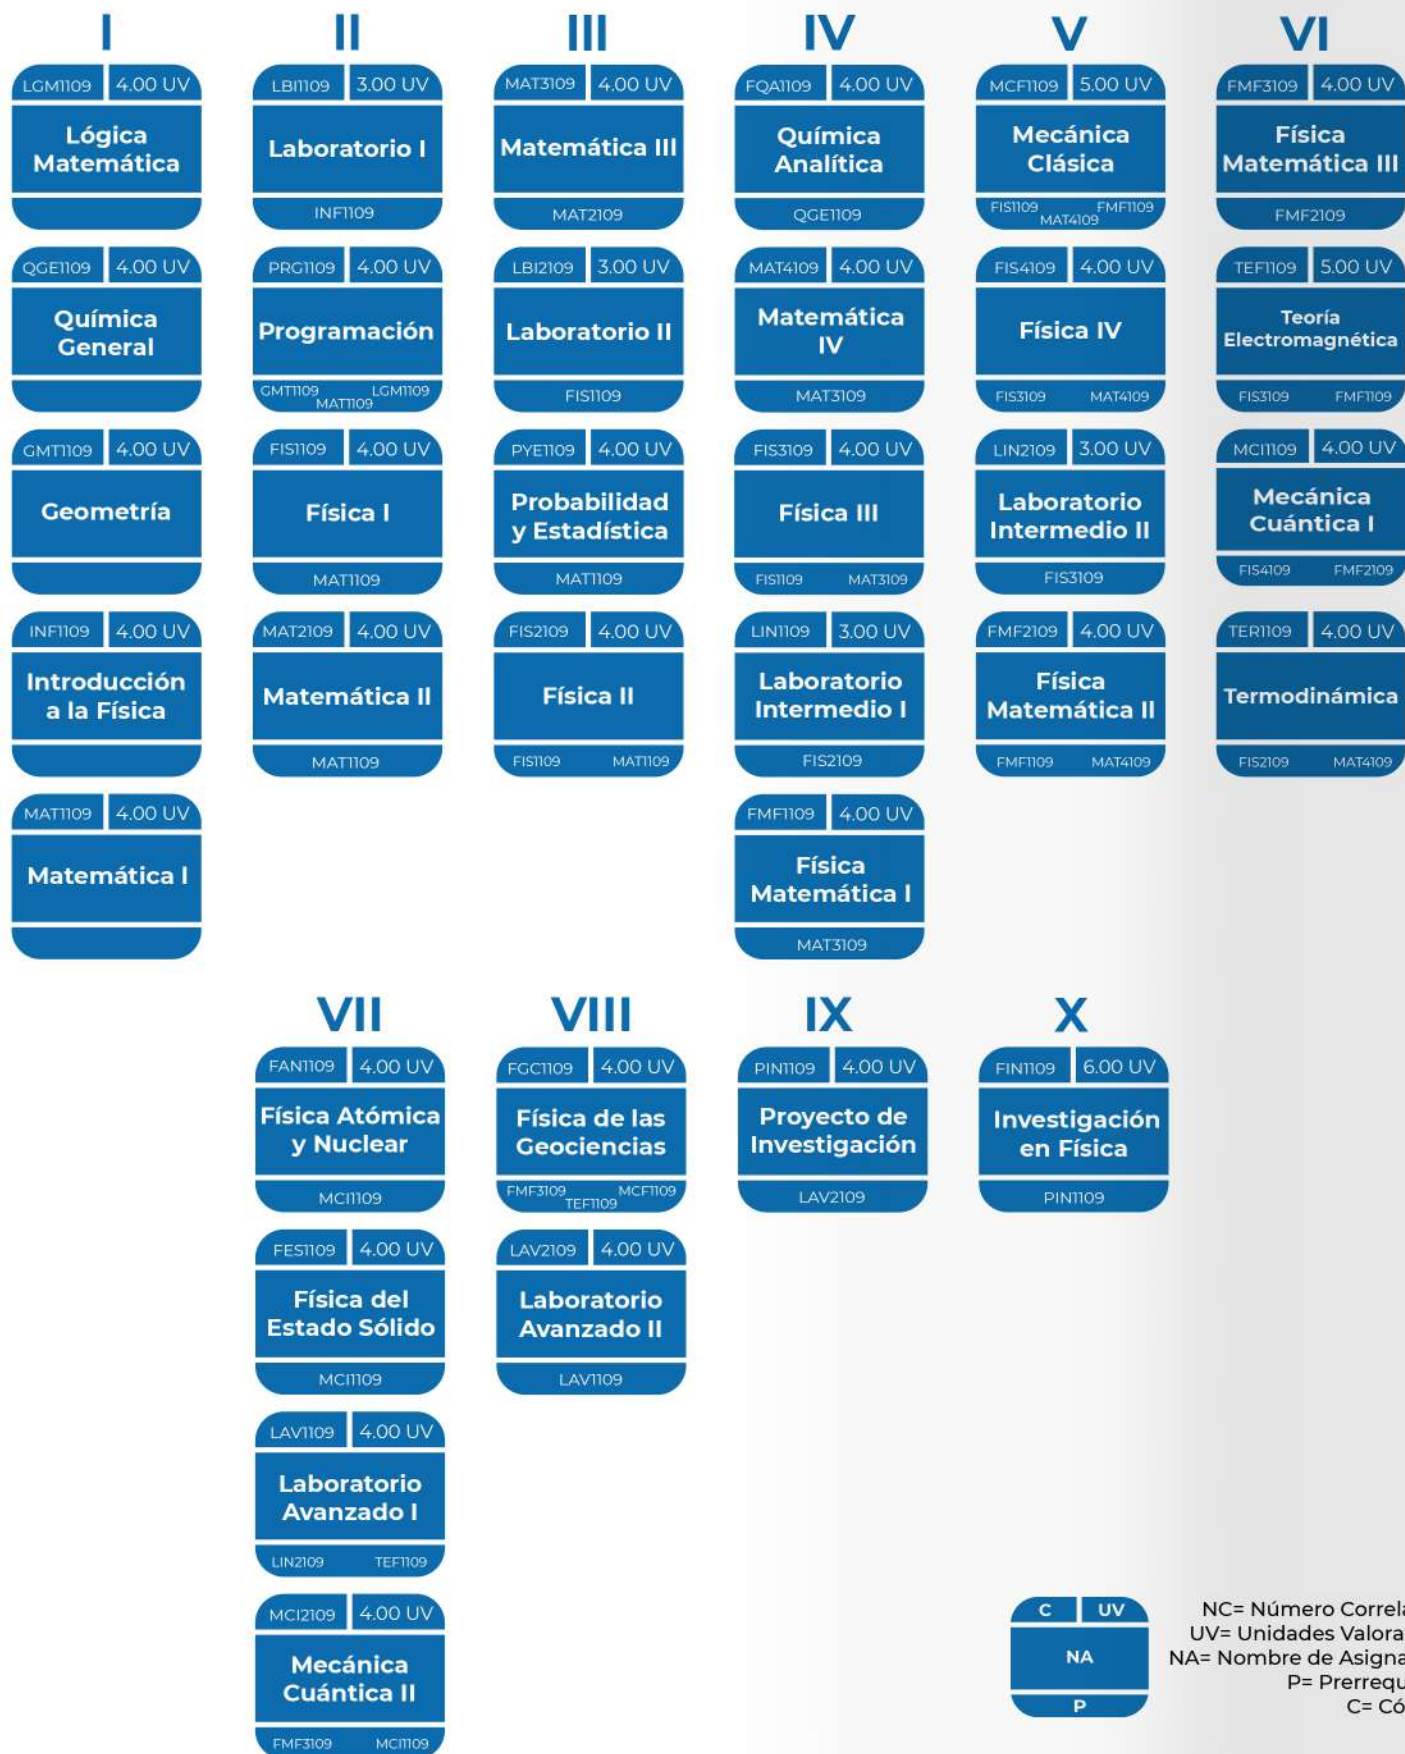 I
LGM1109 4.00 UV
Lógica
Matemática
QGE1109 4.00 UV
Química
General
GMT1109 4.00 UV
Geometría
INF1109 4.00 UV
Introducción
a la Física
MAT1109 4.00 UV
Matemática I
II
LBI1109 3.00 UV
Laboratorio I
INF1109
PRG1109 4.00 UV
Programación
GMT1109 LGM1109
MAT1109
FIS1109 4.00 UV
Física I
MAT1109
MAT2109 4.00 UV
Matemática II
MAT1109
III
MAT3109 4.00 UV
Matemática III
MAT2109
LBI2109 3.00 UV
Laboratorio II
FIS1109
PYE1109 4.00 UV
Probabilidad
y Estadística
MAT1109
FIS2109 4.00 UV
Física II
FIS1109 MAT1109
IV
FQA1109 4.00 UV
Química
Analítica
QGE1109
MAT4109 4.00 UV
Matemática
IV
MAT3109
FIS3109 4.00 UV
Física III
FIS1109 MAT3109
LIN1109 3.00 UV
Laboratorio
Intermedio I
FIS2109
FMF1109 4.00 UV
Física
Matemática I
MAT3109
V
MCF1109 5.00 UV
Mecánica
Clásica
FIS1109 FMF1109
MAT4109
FIS4109 4.00 UV
Física IV
FIS3109 MAT4109
LIN2109 3.00 UV
Laboratorio
Intermedio II
FIS3109
FMF2109 4.00 UV
Física
Matemática II
FMF1109 MAT4109
VI
FMF3109 4.00 UV
Física
Matemática III
FMF2109
TEF1109 5.00 UV
Teoría
Electromagnética
FIS3109 FMF1109
MCI1109 4.00 UV
Mecánica
Cuántica I
FIS4109 FMF2109
TER1109 4.00 UV
Termodinámica
FIS2109 MAT4109
VII
FAN1109 4.00 UV
Física Atómica
y Nuclear
MCI1109
FES1109 4.00 UV
Física del
Estado Sólido
MCI1109
LAV1109 4.00 UV
Laboratorio
Avanzado I
LIN2109 TEF1109
MCI2109 4.00 UV
Mecánica
Cuántica II
FMF3109 MCI1109
VIII
FGC1109 4.00 UV
Física de las
Geociencias
FMF3109 MCF1109
TEF1109
LAV2109 4.00 UV
Laboratorio
Avanzado II
LAV1109
IX
PIN1109 4.00 UV
Proyecto de
Investigación
LAV2109
X
FIN1109 6.00 UV
Investigación
en Física
PIN1109
C UV
NA
P
NC= Número Correla
UV= Unidades Valora
NA= Nombre de Asigna
P= Prerrequ
C= Có